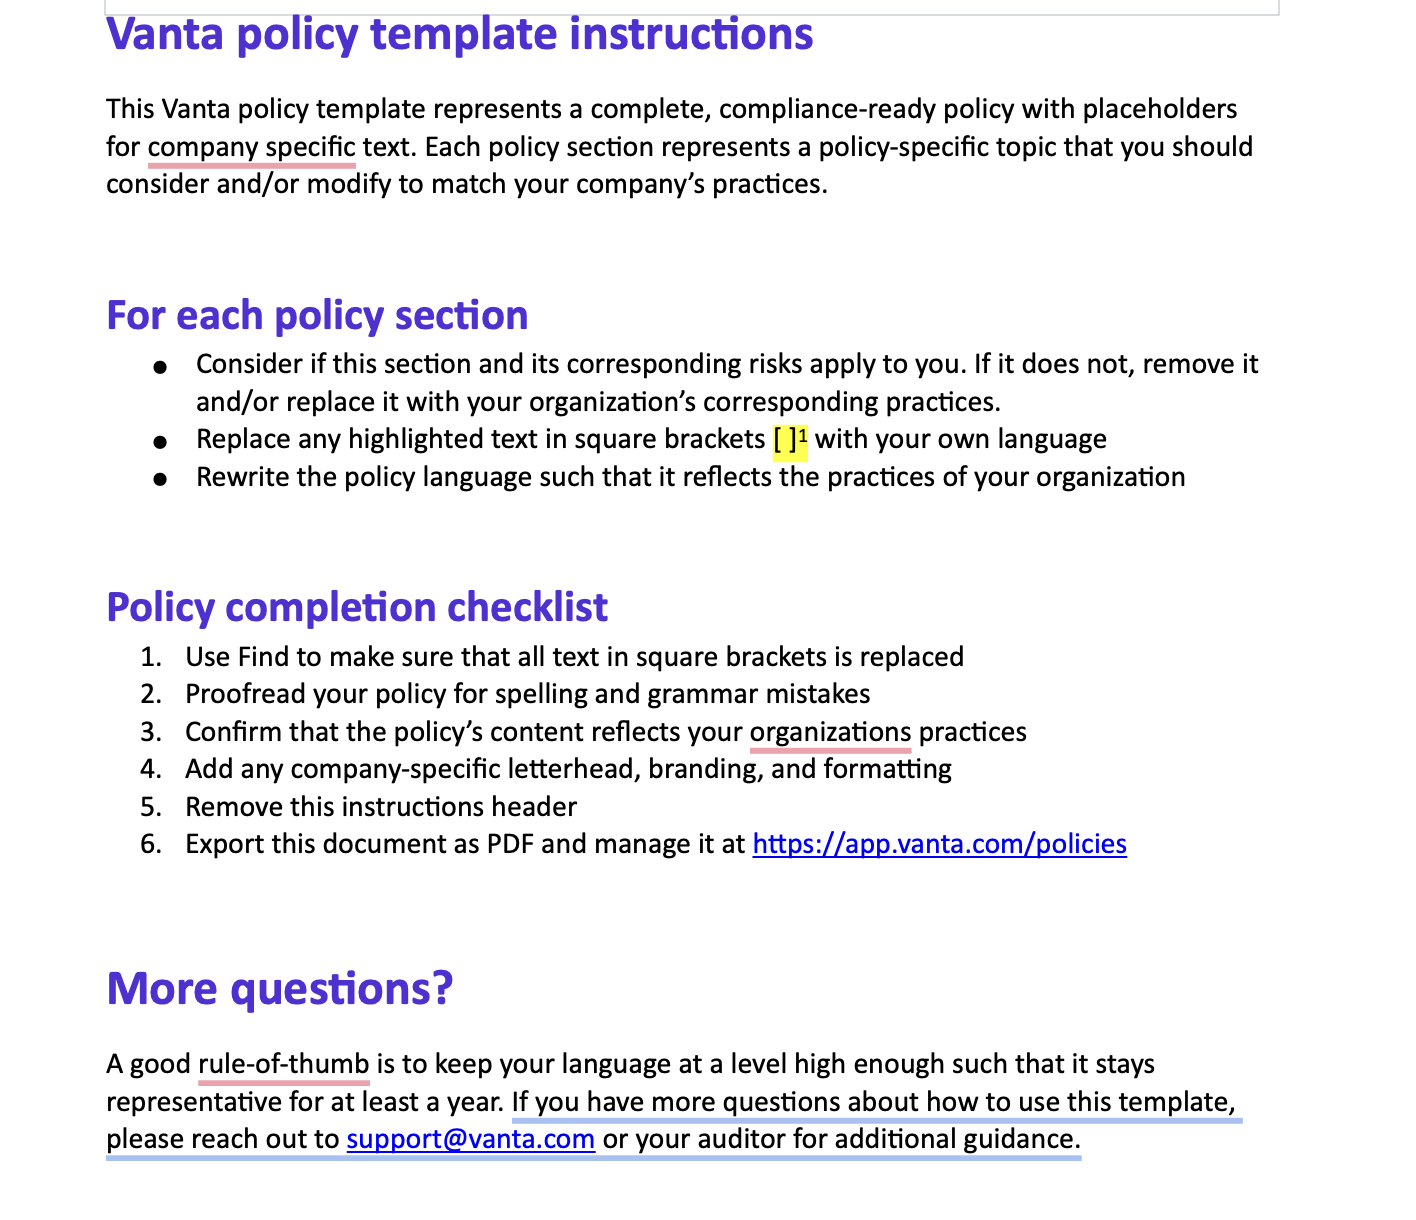 Vanta policy template instructions
This Vanta policy template represents a complete, compliance-ready policy with placeholders
for company specific text. Each policy section represents a policy-specific topic that you should
consider and/or modify to match your company’s practices.
For each policy section
● Consider if this section and its corresponding risks apply to you. If it does not, remove it
and/or replace it with your organization’s corresponding practices.
● Replace any highlighted text in square brackets [ ]¹ with your own language
● Rewrite the policy language such that it reflects the practices of your organization
Policy completion checklist
1. Use Find to make sure that all text in square brackets is replaced
2. Proofread your policy for spelling and grammar mistakes
3. Confirm that the policy’s content reflects your organizations practices
4. Add any company-specific letterhead, branding, and formatting
5. Remove this instructions header
6. Export this document as PDF and manage it at https://app.vanta.com/policies
More questions?
A good rule-of-thumb is to keep your language at a level high enough such that it stays
representative for at least a year. If you have more questions about how to use this template,
please reach out to support@vanta.com or your auditor for additional guidance.